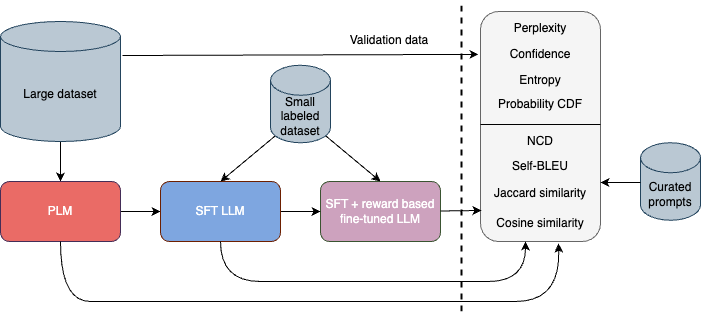 Validation data
Large dataset
Small
labeled
dataset
PLM
SFT LLM
SFT + reward based
fine-tuned LLM
Perplexity
Confidence
Entropy
Probability CDF
NCD
Self-BLEU
Jaccard similarity
Cosine similarity
Curated
prompts